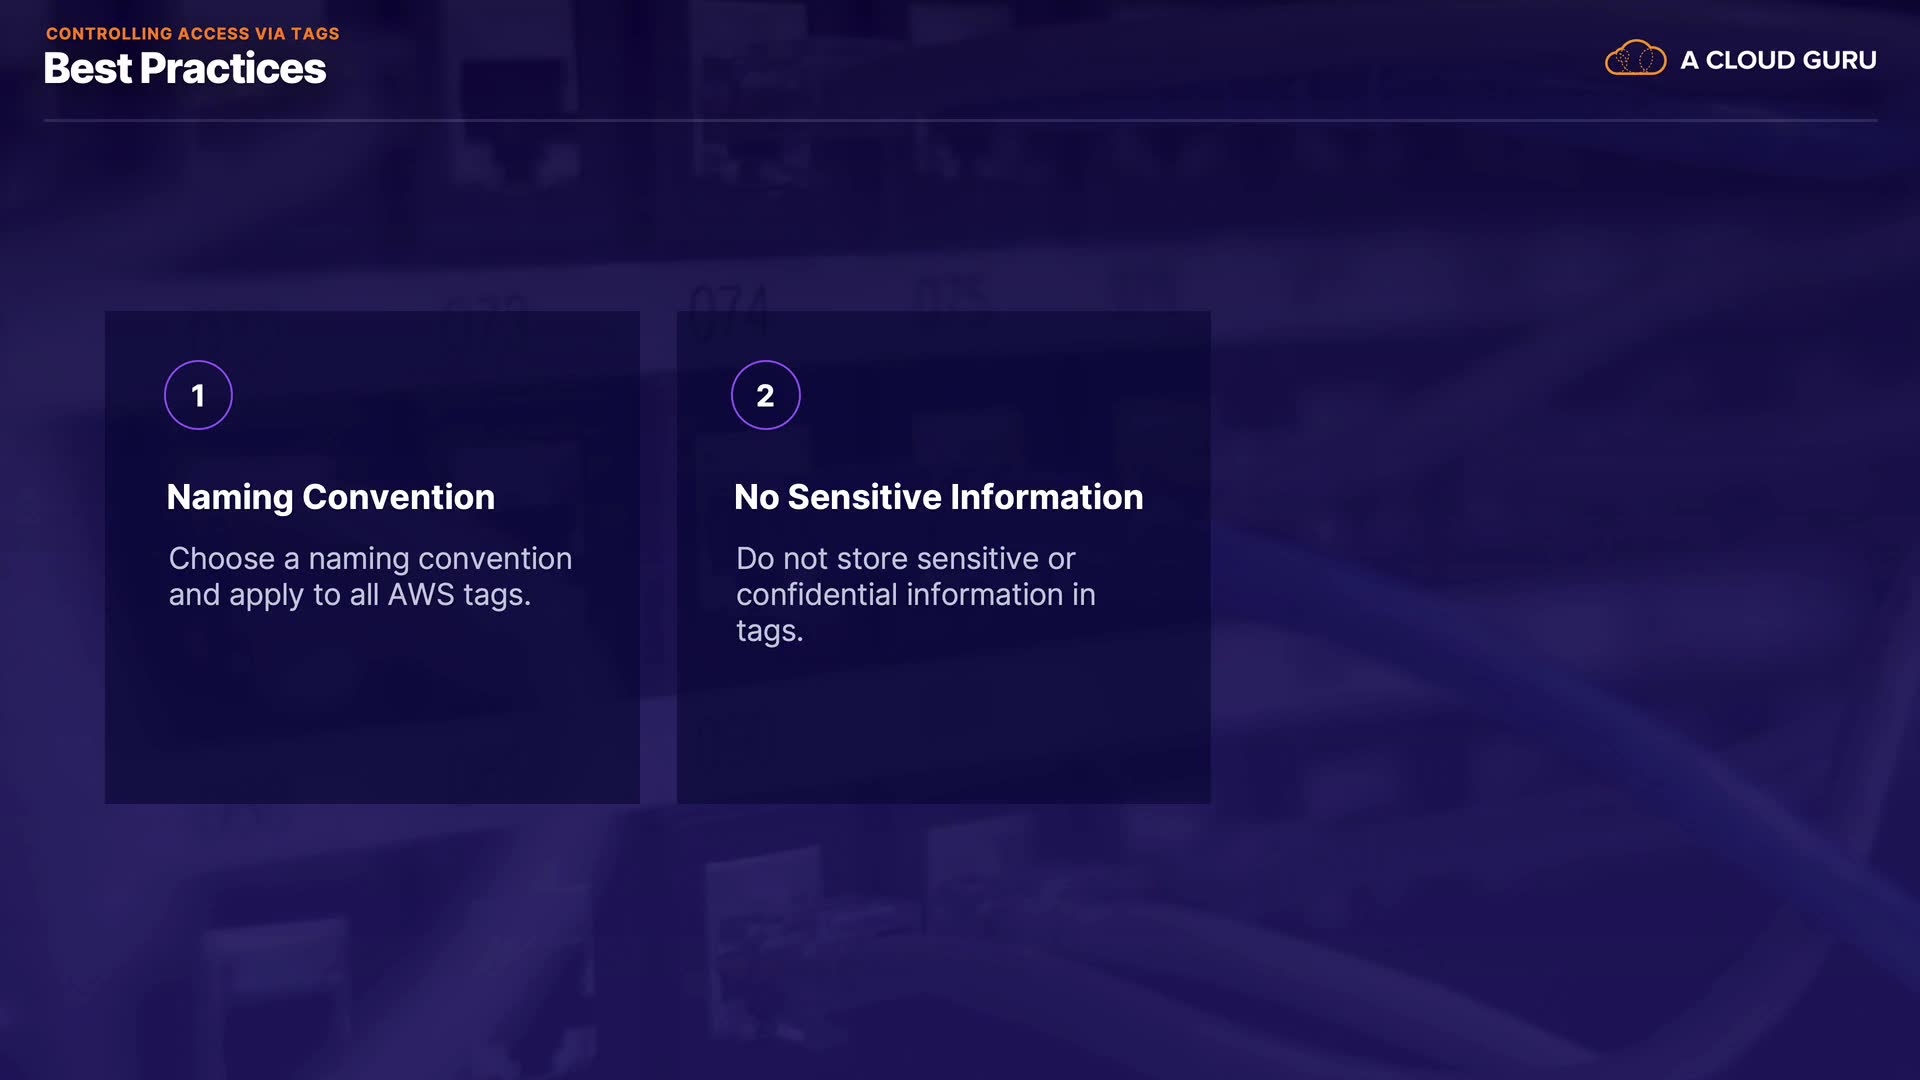 CONTROLLING ACCESS VIA TAGS
Best Practices
A CLOUD GURU
074
1
Naming Convention
Choose a naming convention
and apply to all AWS tags.
2
No Sensitive Information
Do not store sensitive or
confidential information in
tags.